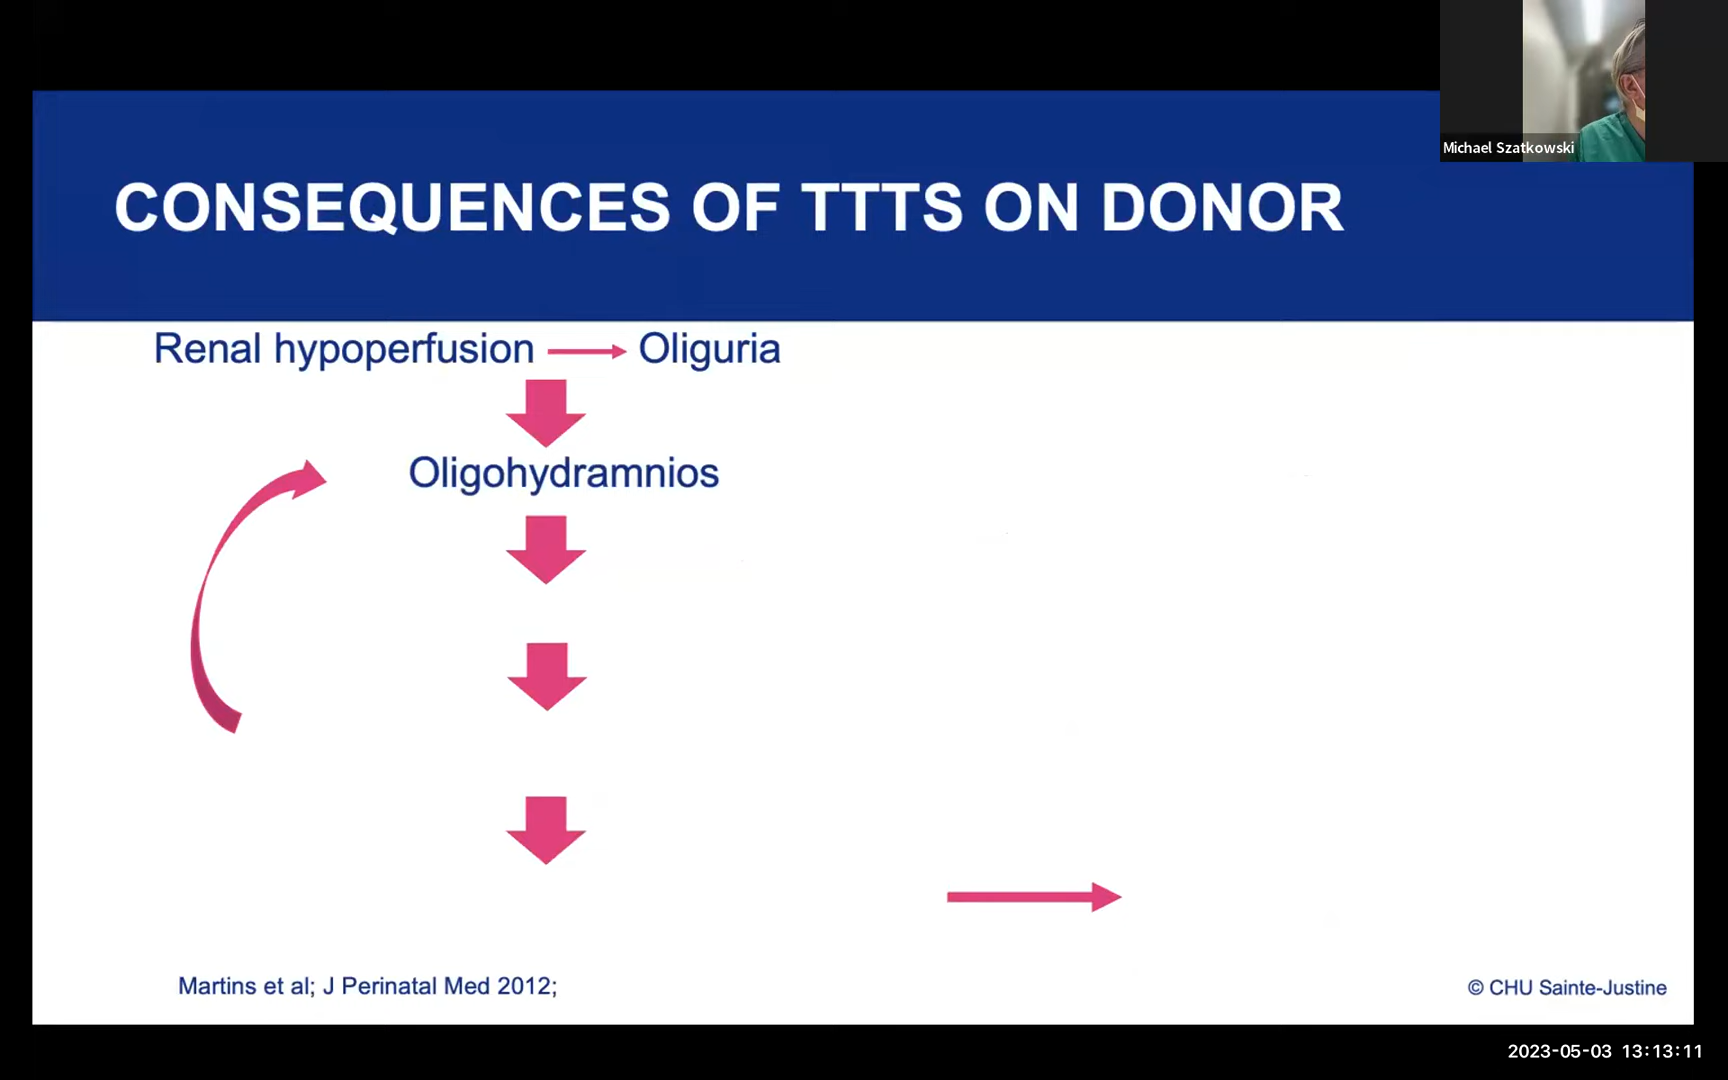 Michael Szatkowski
CONSEQUENCES OF TTTS ON DONOR
Renal hypoperfusion Oliguria
Oligohydramnios
Martins et al; J Perinatal Med 2012;
© CHU Sainte-Justine
2023-05-03 13:13:11